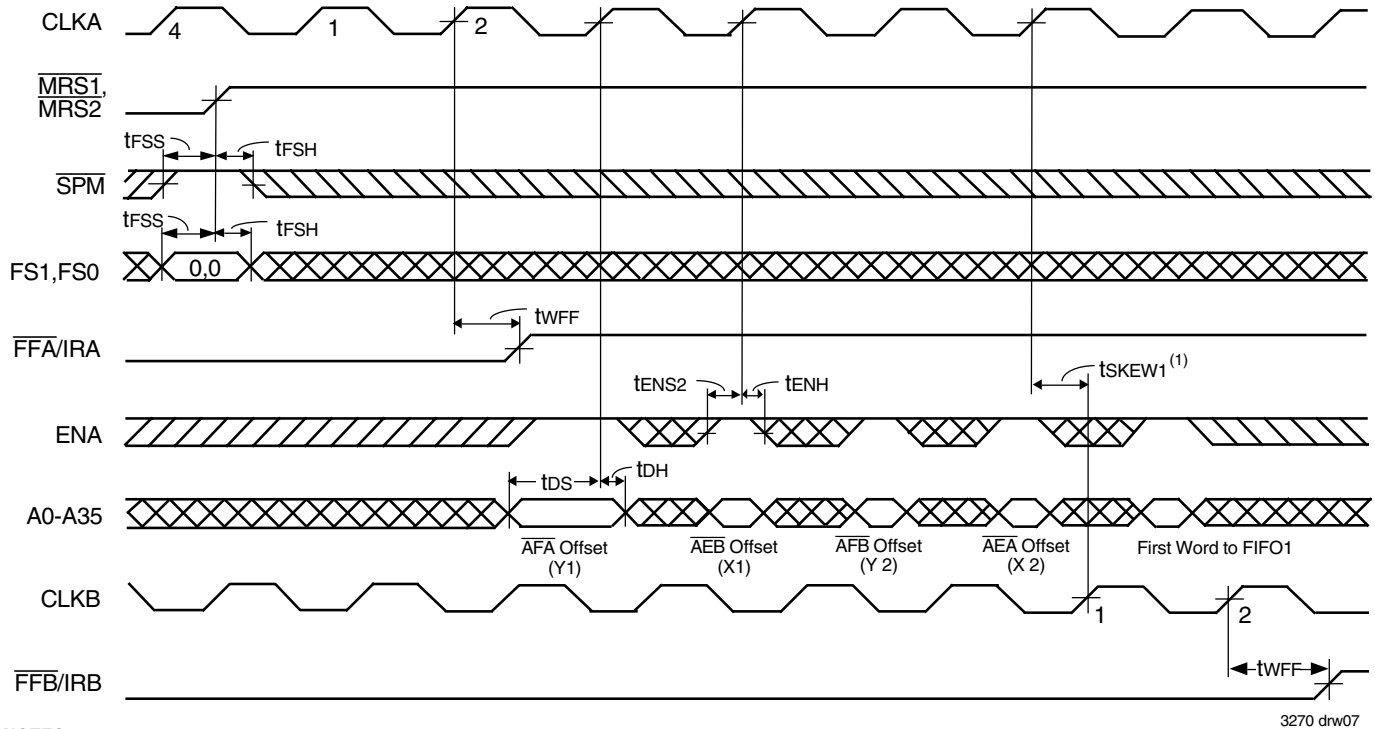 CLKA 4 1 2
MRS1,
MRS2
tFSS tFSH
SPM
tFSS tFSH
FS1,FS0 0,0
tWFF
FFA/IRA
tSKEW1 (1)
tENS2 tENH
ENA
tDS tDH
A0-A35
AFA Offset
(Y1)
AEB Offset
(X1)
AFB Offset
(Y 2)
AEA Offset
(X 2)
First Word to FIFO1
CLKB 1 2
tWFF
FFB/IRB
3270 drw07